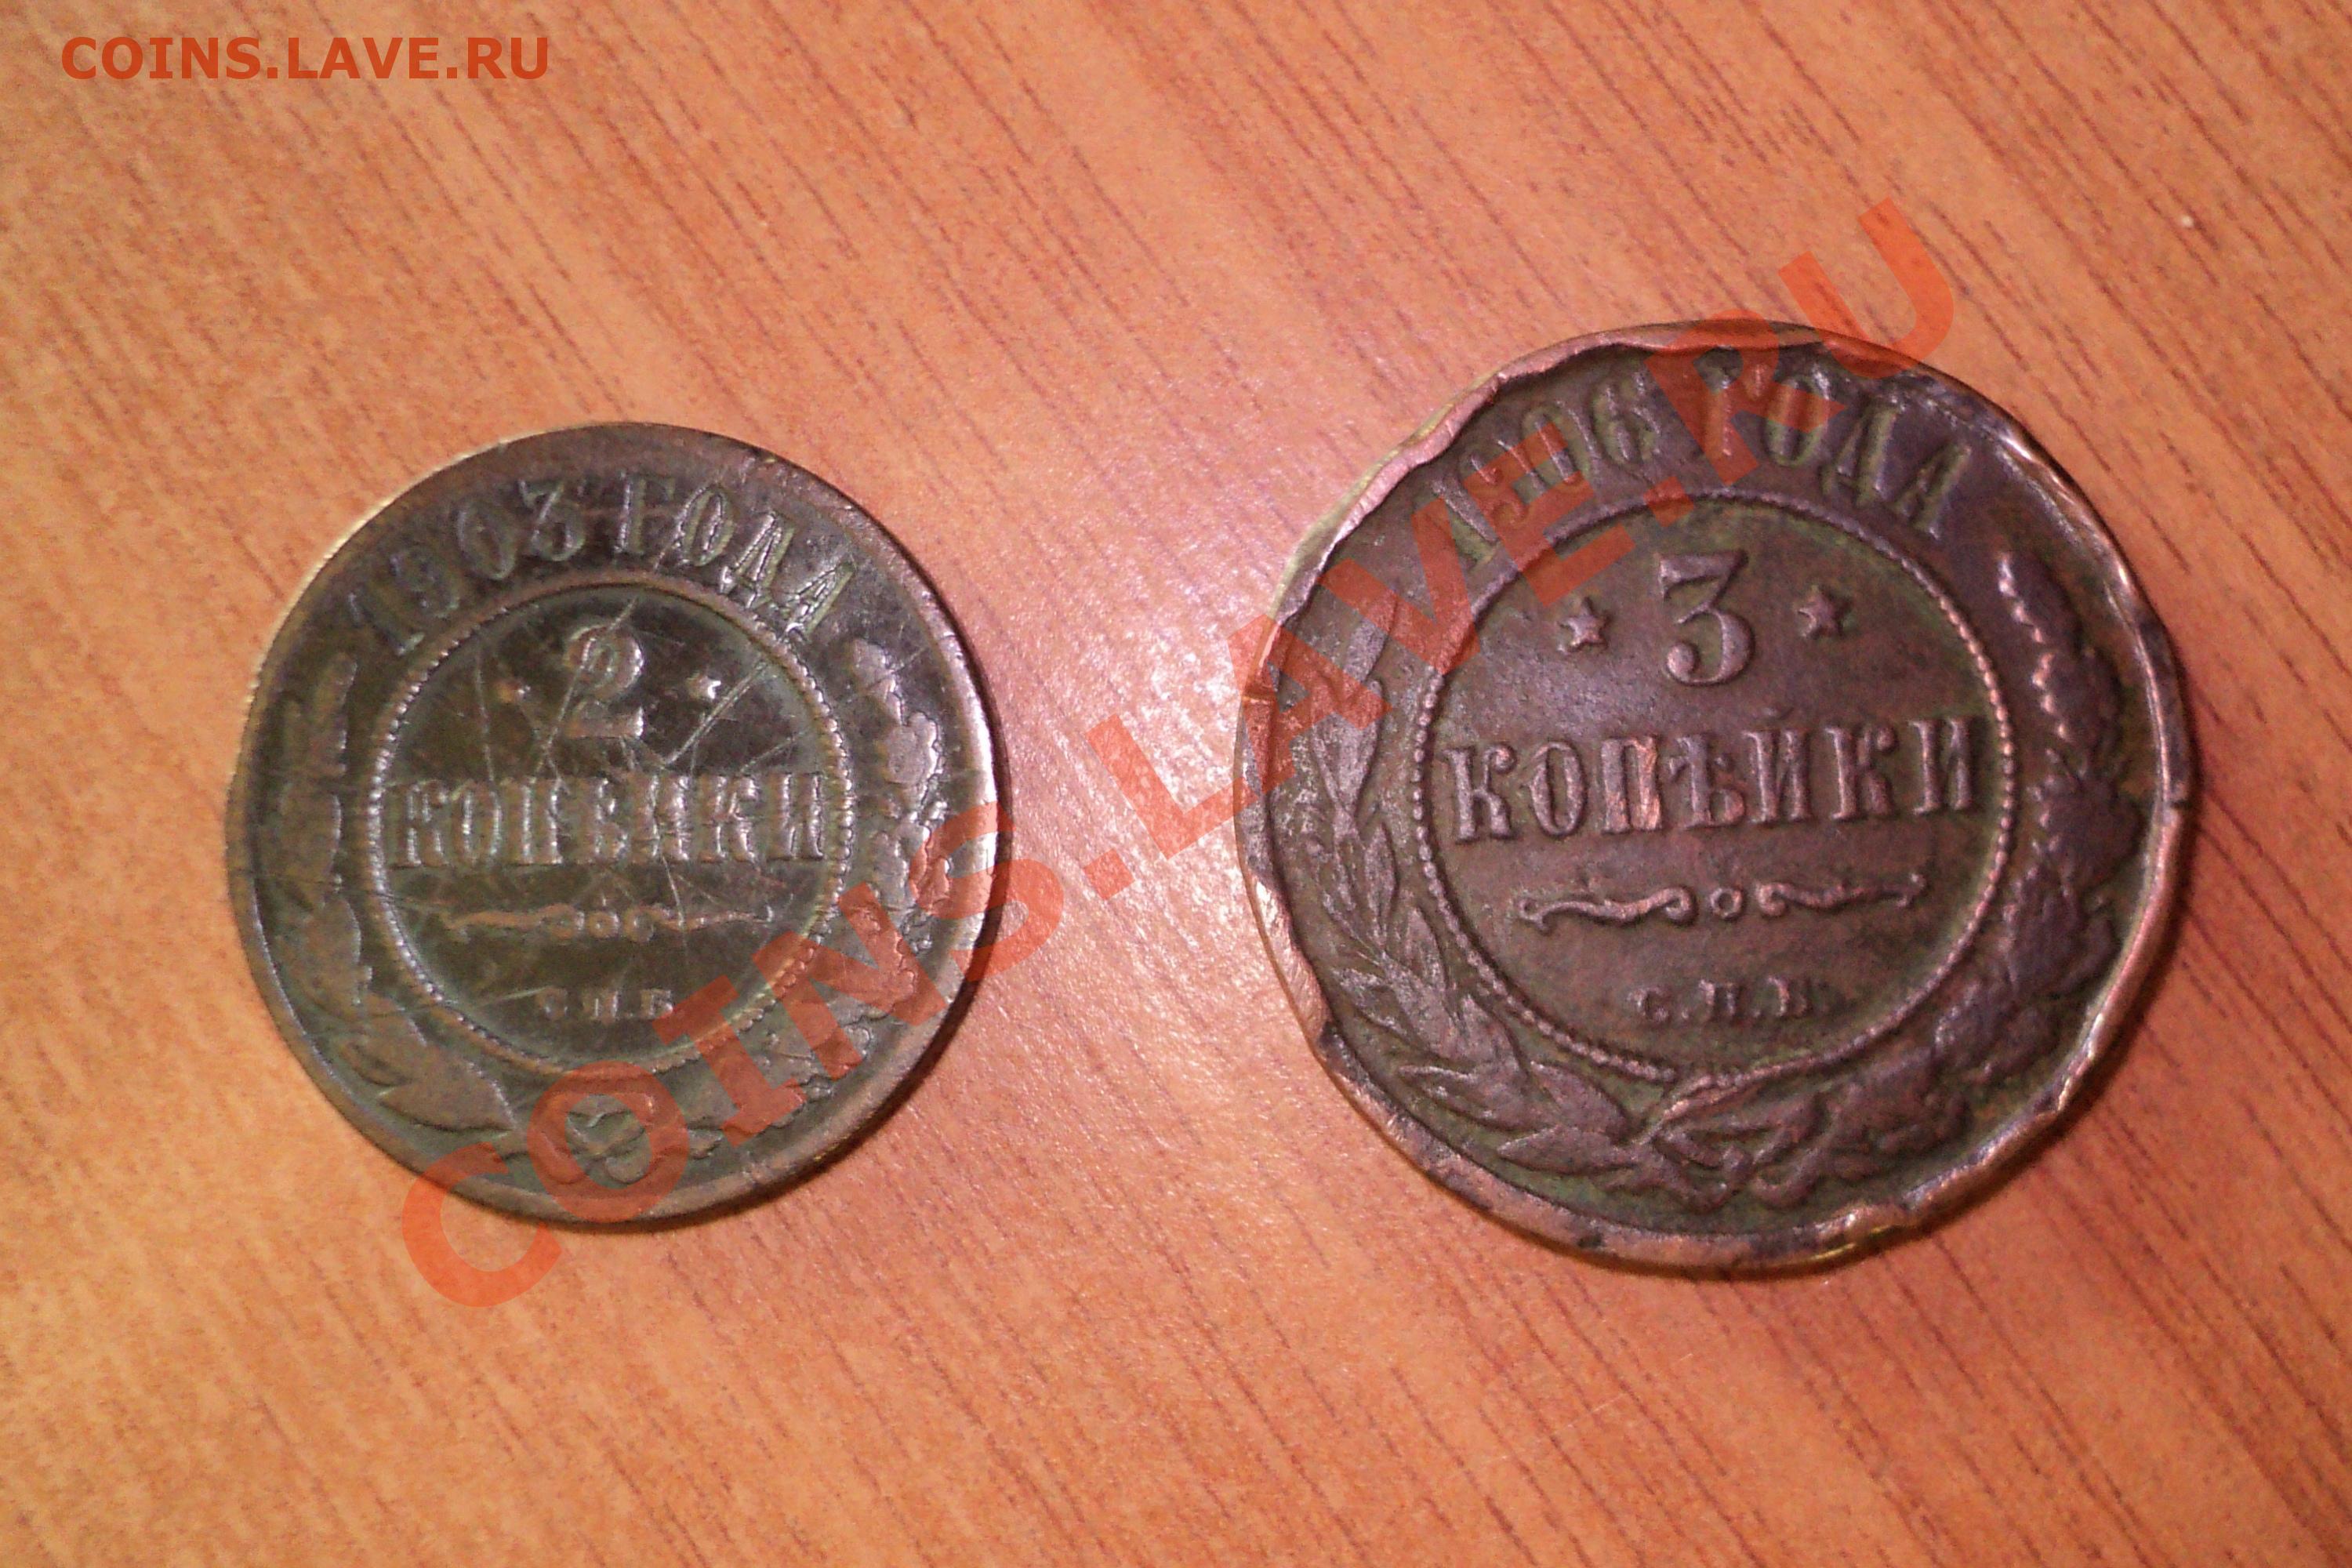 COINS.LAVE.RU
1903 ГОДА
2
КОПѢЙКИ
С.П.Б.
1906 ГОДА
3
КОПѢЙКИ
С.П.Б.
COINS.LAVE.RU